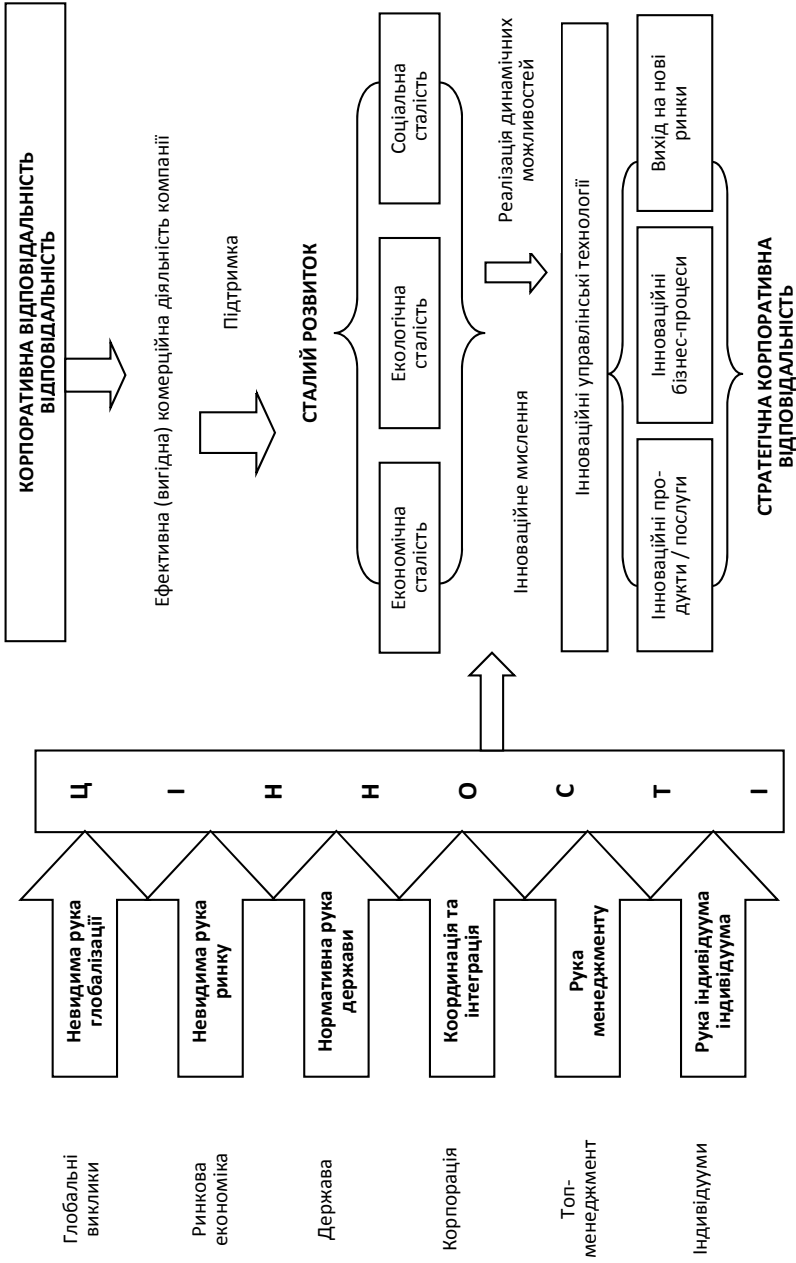 Глобальні
виклики
Ринкова
економіка
Держава
Корпорація
Топ-
менеджмент
Індивідууми
Невидима рука
глобалізації
Невидима рука
ринку
Нормативна рука
держави
Координація та
інтеграція
Рука
менеджменту
Рука індивідуума
індивідуума
Ц
І
Н
Н
О
С
Т
І
КОРПОРАТИВНА ВІДПОВІДАЛЬНІСТЬ
ВІДПОВІДАЛЬНІСТЬ
Ефективна (вигідна) комерційна діяльність компанії
Підтримка
СТАЛИЙ РОЗВИТОК
Економічна
сталість
Екологічна
сталість
Соціальна
сталість
Інноваційне мислення
Реалізація динамічних
можливостей
Інноваційні управлінські технології
Інноваційні про-
дукти / послуги
Інноваційні
бізнес-процеси
Вихід на нові
ринки
СТРАТЕГІЧНА КОРПОРАТИВНА
ВІДПОВІДАЛЬНІСТЬ